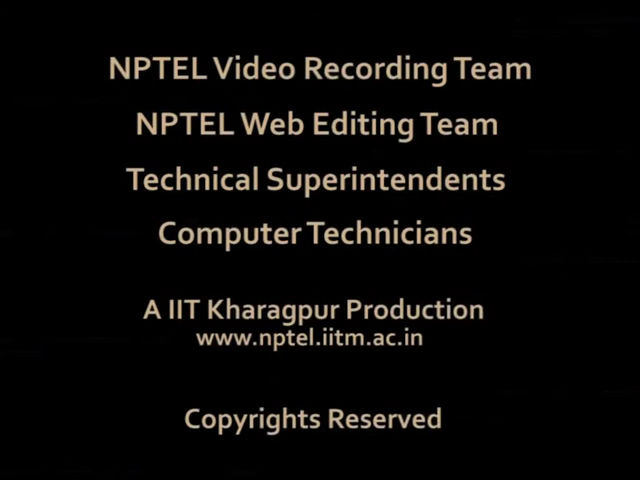 NPTEL Video Recording Team
NPTEL Web Editing Team
Technical Superintendents
Computer Technicians
A IIT Kharagpur Production
www.nptel.iitm.ac.in
Copyrights Reserved